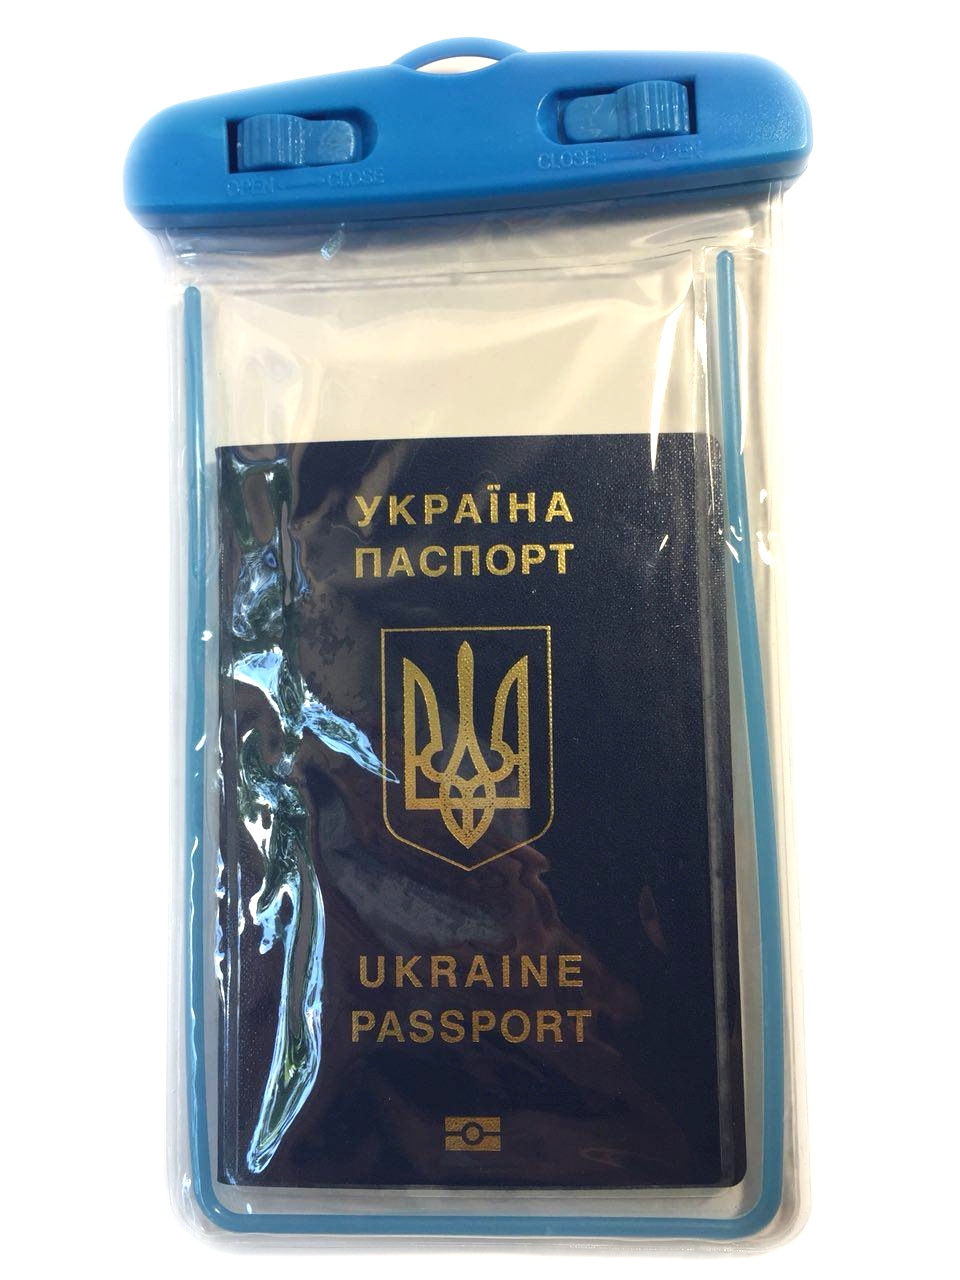 OPEN CLOSE
CLOSE OPEN
УКРАЇНА
ПАСПОРТ
UKRAINE
PASSPORT